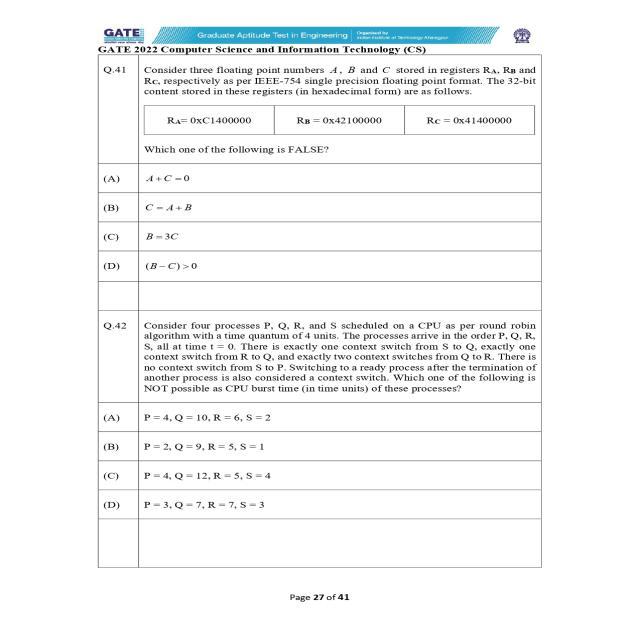 GATE
Graduate Aptitude Test in Engineering
Organised by
Indian Institute of Technology Kharagpur
GATE 2022 Computer Science and Information Technology (CS)
Q.41 Consider three floating point numbers A, B and C stored in registers RA, RB and
RC, respectively as per IEEE-754 single precision floating point format. The 32-bit
content stored in these registers (in hexadecimal form) are as follows.
RA= 0xC1400000 RB = 0x42100000 RC = 0x41400000
Which one of the following is FALSE?
(A) A + C = 0
(B) C = A + B
(C) B = 3C
(D) (B − C) > 0
Q.42 Consider four processes P, Q, R, and S scheduled on a CPU as per round robin
algorithm with a time quantum of 4 units. The processes arrive in the order P, Q, R,
S, all at time t = 0. There is exactly one context switch from S to Q, exactly one
context switch from R to Q, and exactly two context switches from Q to R. There is
no context switch from S to P. Switching to a ready process after the termination of
another process is also considered a context switch. Which one of the following is
NOT possible as CPU burst time (in time units) of these processes?
(A) P = 4, Q = 10, R = 6, S = 2
(B) P = 2, Q = 9, R = 5, S = 1
(C) P = 4, Q = 12, R = 5, S = 4
(D) P = 3, Q = 7, R = 7, S = 3
Page 27 of 41